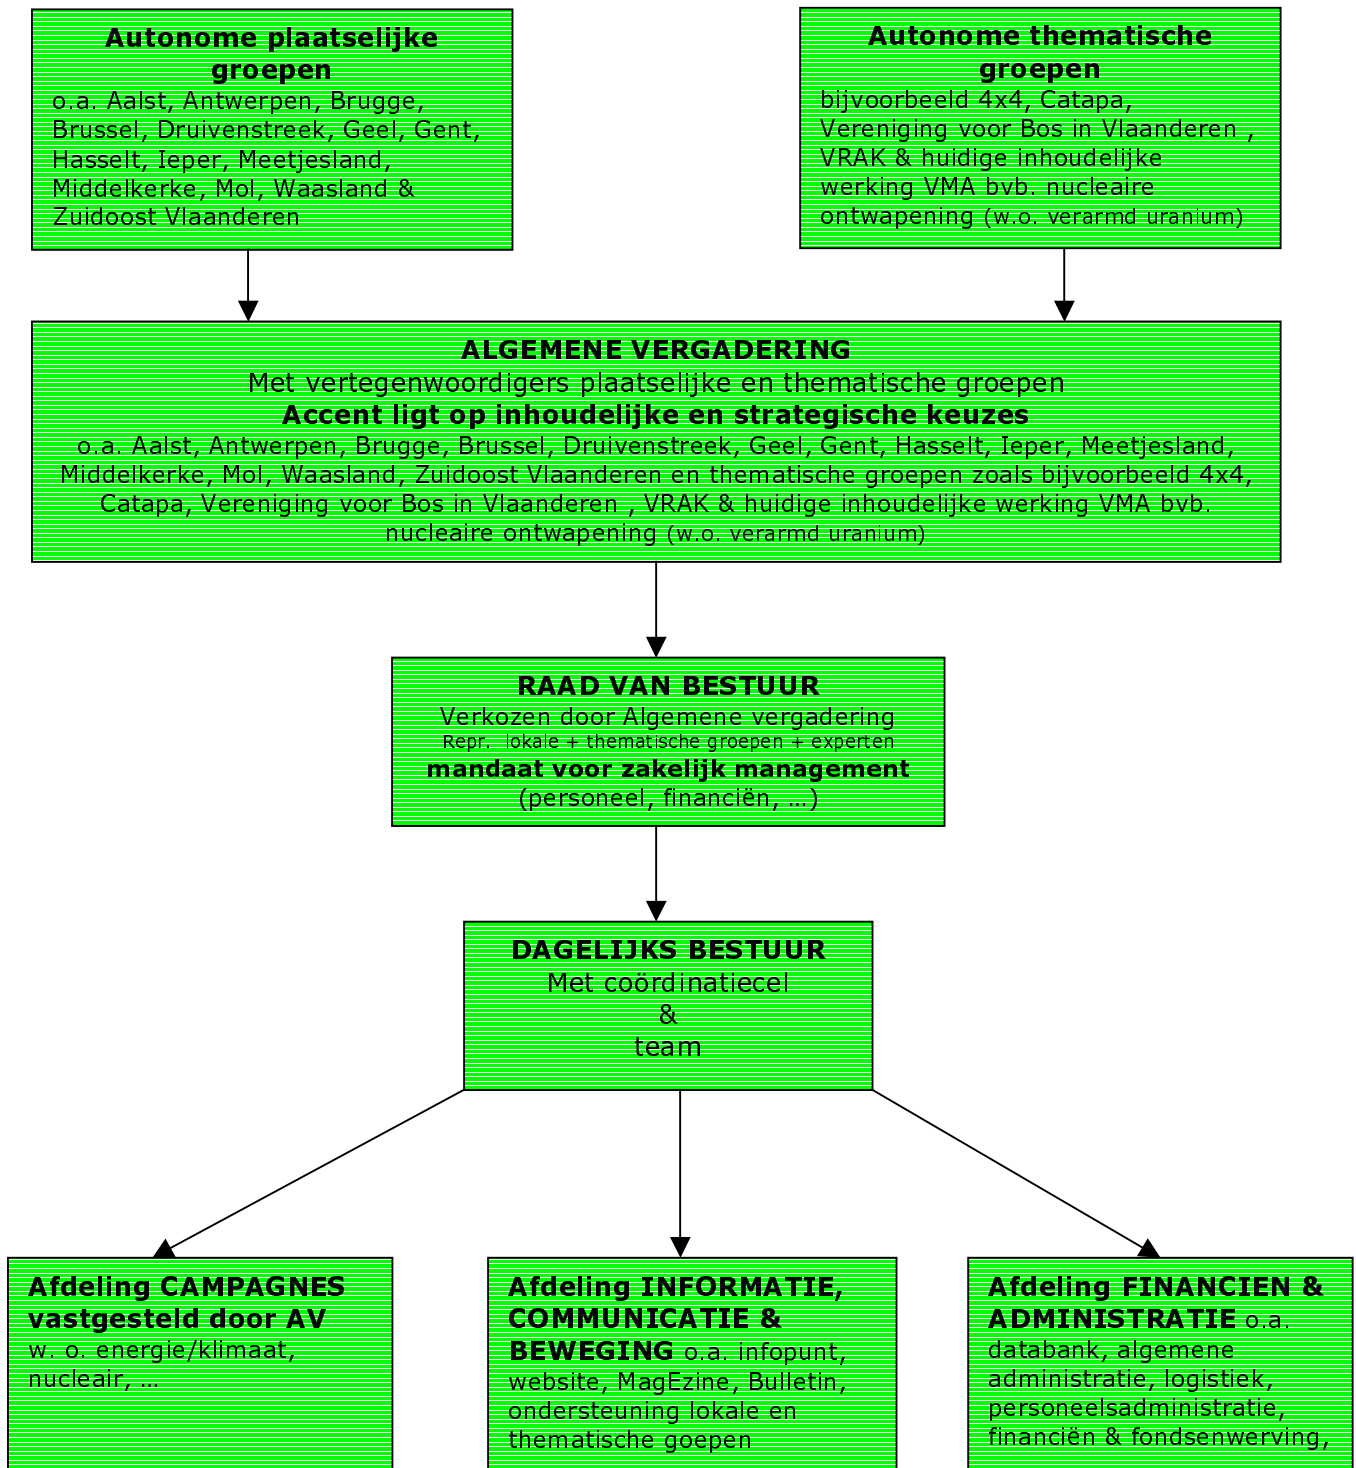 Autonome plaatselijke
groepen
o.a. Aalst, Antwerpen, Brugge,
Brussel, Druivenstreek, Geel, Gent,
Hasselt, Ieper, Meetjesland,
Middelkerke, Mol, Waasland &
Zuidoost Vlaanderen
Autonome thematische
groepen
bijvoorbeeld 4x4, Catapa,
Vereniging voor Bos in Vlaanderen ,
VRAK & huidige inhoudelijke
werking VMA bvb. nucleaire
ontwapening (w.o. verarmd uranium)
ALGEMENE VERGADERING
Met vertegenwoordigers plaatselijke en thematische groepen
Accent ligt op inhoudelijke en strategische keuzes
o.a. Aalst, Antwerpen, Brugge, Brussel, Druivenstreek, Geel, Gent, Hasselt, Ieper, Meetjesland,
Middelkerke, Mol, Waasland, Zuidoost Vlaanderen en thematische groepen zoals bijvoorbeeld 4x4,
Catapa, Vereniging voor Bos in Vlaanderen , VRAK & huidige inhoudelijke werking VMA bvb.
nucleaire ontwapening (w.o. verarmd uranium)
RAAD VAN BESTUUR
Verkozen door Algemene vergadering
Repr. lokale + thematische groepen + experten
mandaat voor zakelijk management
(personeel, financiën, …)
DAGELIJKS BESTUUR
Met coördinatiecel
&
team
Afdeling CAMPAGNES
vastgesteld door AV
w. o. energie/klimaat,
nucleair, …
Afdeling INFORMATIE,
COMMUNICATIE &
BEWEGING o.a. infopunt,
website, MagEzine, Bulletin,
ondersteuning lokale en
thematische goepen
Afdeling FINANCIEN &
ADMINISTRATIE o.a.
databank, algemene
administratie, logistiek,
personeelsadministratie,
financiën & fondsenwerving,